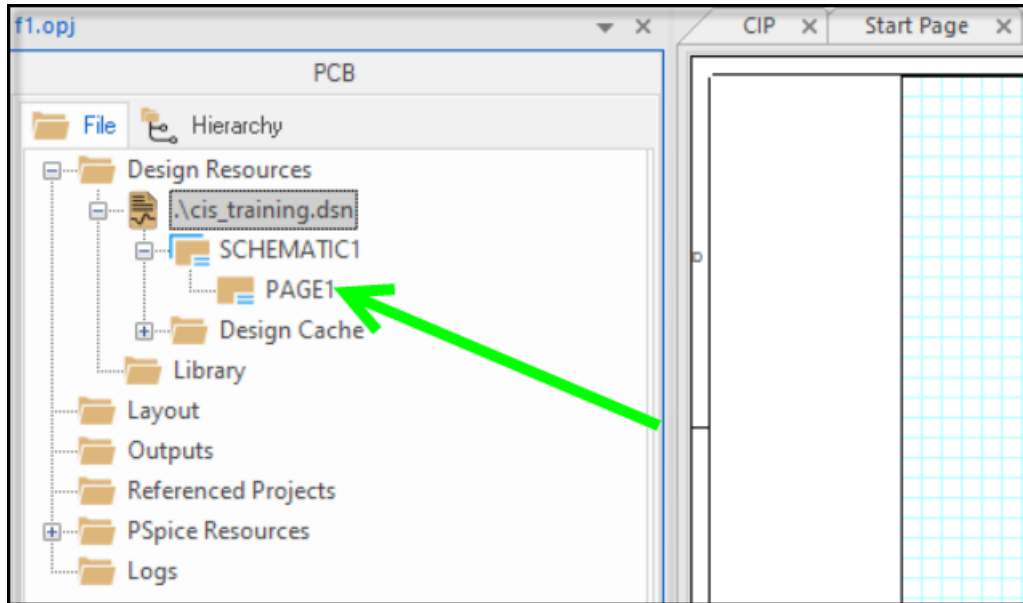 f1.opj
CIP
Start Page
PCB
File
Hierarchy
Design Resources
.\cis_training.dsn
SCHEMATIC1
PAGE1
Design Cache
Library
Layout
Outputs
Referenced Projects
PSpice Resources
Logs